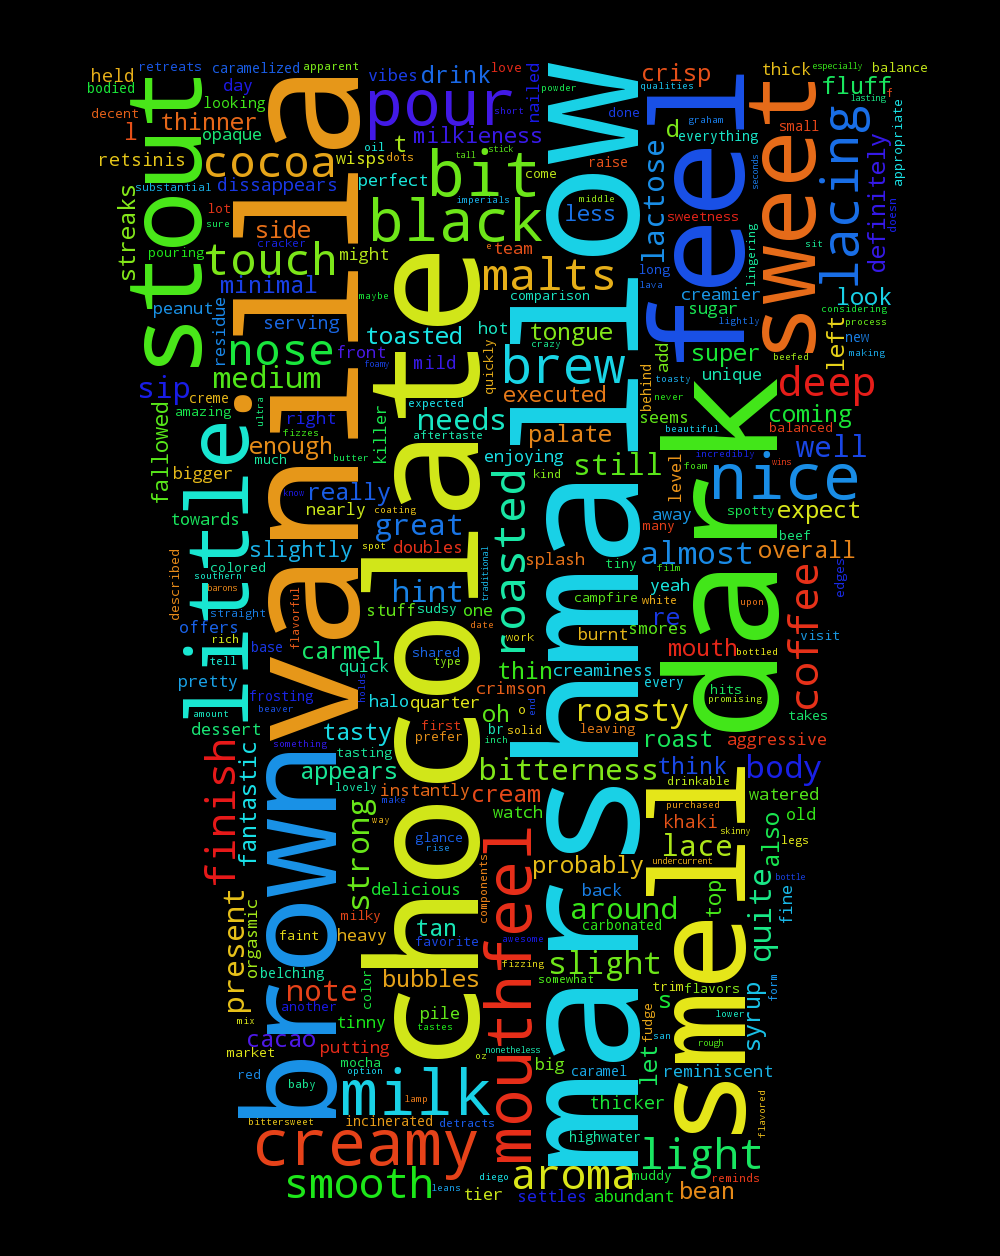 retreats
caramelized
apparent
vibes
drink
love
crisp
thick
especially
balance
held
bodied
day
looking
thinner
pour
short
nailed
powder
qualities
fluff
f
lasting
decent
l
opaque
milkieness
done
graham
small
retsinis
cocoa
wisps
oil
t
dots
tall
stick
raise
d
everything
appropriate
stout
vanilla
marshmallow
feel
sweet
lacing
definitely
substantial
dissappears
perfect
bit
come
imperials
middle
less
lactose
seconds
doesn
streaks
lot
sure
side
cracker
black
e
team
sweetness
sit
lingering
pouring
touch
might
malts
long
lava
look
peanut
minimal
maybe
comparison
creamier
considering
residue
serving
toasted
hot
tongue
sugar
lightly
process
nose
front
foamy
mild
quickly
crazy
brew
add
super
beefed
left
new
making
sip
medium
creme
executed
behind
toasty
unique
never
deep
amazing
ultra
right
fizzes
killer
expected
needs
aftertaste
palate
seems
beautiful
coming
balanced
fallowed
little
enough
butter
chocolate
enjoying
kind
still
level
foam
incredibly
wins
well
bigger
much
know
really
nearly
coating
roasted
away
dark
nice
spotty
expect
towards
slightly
spot
great
doubles
traditional
splash
many
almost
beef
overall
described
colored
southern
barons
straight
flavorful
hint
tiny
film
yeah
edges
offers
rich
tell
base
stuff
sudsy
one
date
campfire
white
re
upon
carmel
quick
shared
type
work
burnt
smores
mouth
bottled
visit
coffee
pretty
frosting
beaver
holds
halo
quarter
thin
creaminess
crimson
every
hits
promising
amount
dessert
something
tasty
first
prefer
oh
br
inch
o
solid
end
roasty
leaving
roast
aggressive
takes
finish
fantastic
brown
tasting
appears
lovely
instantly
make
bitterness
cream
watch
think
drinkable
body
purchased
watered
strong
way
glance
rise
mouthfeel
khaki
skinny
old
legs
lace
undercurrent
also
delicious
components
probably
back
smell
top
quite
bottle
fine
present
orgasmic
milky
heavy
faint
tan
favorite
awesome
around
carbonated
belching
color
bubbles
fizzing
slight
somewhat
trim
flavors
s
syrup
form
note
another
tinny
pile
tastes
lower
mix
cacao
putting
nonetheless
fudge
san
rough
market
mocha
oz
big
caramel
let
reminiscent
red
baby
option
milk
lamp
thicker
flavored
bittersweet
incinerated
detracts
highwater
creamy
light
smooth
leans
diego
aroma
muddy
reminds
tier
settles
abundant
bean